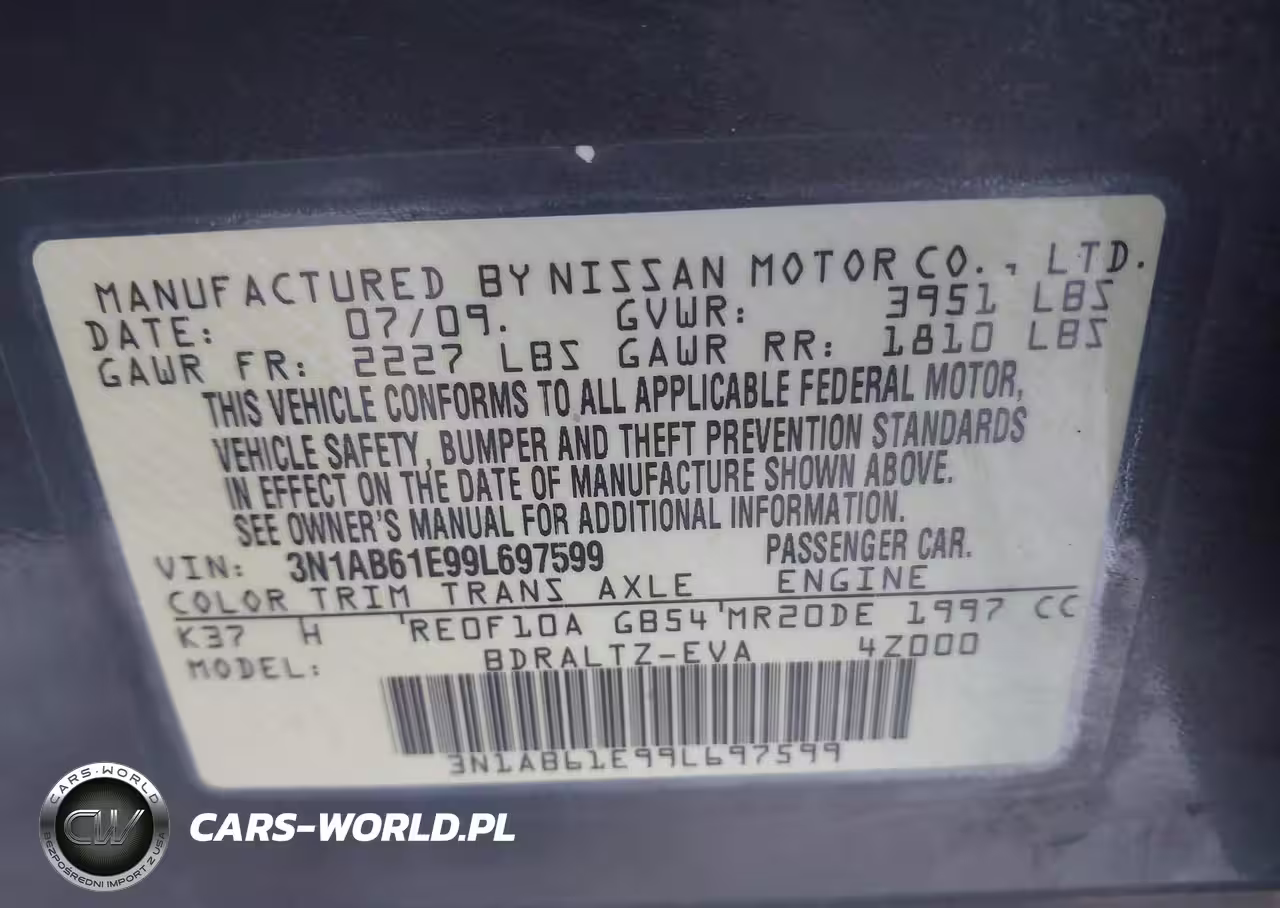 MANUFACTURED BY NISSAN MOTOR CO., LTD.
DATE: 07/09. GVWR: 3951 LBS
GAWR FR: 2227 LBS GAWR RR: 1810 LBS
THIS VEHICLE CONFORMS TO ALL APPLICABLE FEDERAL MOTOR,
VEHICLE SAFETY, BUMPER AND THEFT PREVENTION STANDARDS
IN EFFECT ON THE DATE OF MANUFACTURE SHOWN ABOVE.
SEE OWNER'S MANUAL FOR ADDITIONAL INFORMATION.
VIN: 3N1AB61E99L697599 PASSENGER CAR.
COLOR TRIM TRANS AXLE ENGINE
K37 H 'RE0F10A GB54'MR20DE 1997 CC
MODEL: BDRALTZ-EVA 4Z000
3N1AB61E99L697599
CARS-WORLD
CW
BEZPOŚREDNI IMPORT Z USA
CARS-WORLD.PL